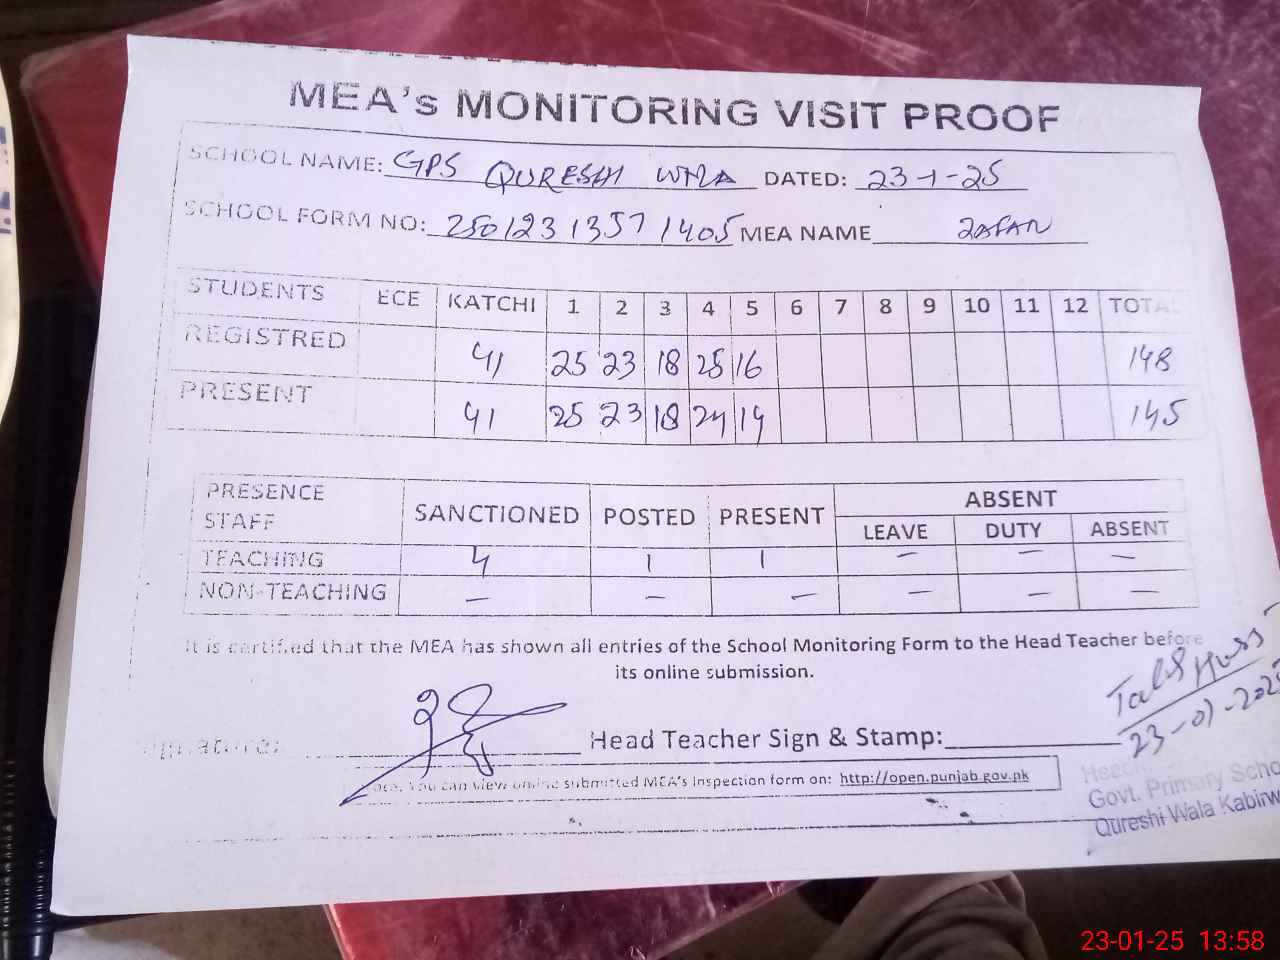 MEA's MONITORING VISIT PROOF
SCHOOL NAME: GPS QURESHI WALA DATED: 23-1-25
SCHOOL FORM NO: 25012313571405 MEA NAME ZAFAR
STUDENTS ECE KATCHI 1 2 3 4 5 6 7 8 9 10 11 12 TOTAL
REGISTRED 41 25 23 18 25 16 148
PRESENT 41 25 23 18 24 14 145
PRESENCE STAFF SANCTIONED POSTED PRESENT ABSENT
LEAVE DUTY ABSENT
TEACHING 4 1 1 — — —
NON-TEACHING — — — — — —
It is certified that the MEA has shown all entries of the School Monitoring Form to the Head Teacher before
its online submission.
Signature: Head Teacher Sign & Stamp:
23-01-202
You can view online submitted MEA's Inspection form on: http://open.punjab.gov.pk
Govt. Primary Scho
Qureshi Wala Kabirw
23-01-25 13:58